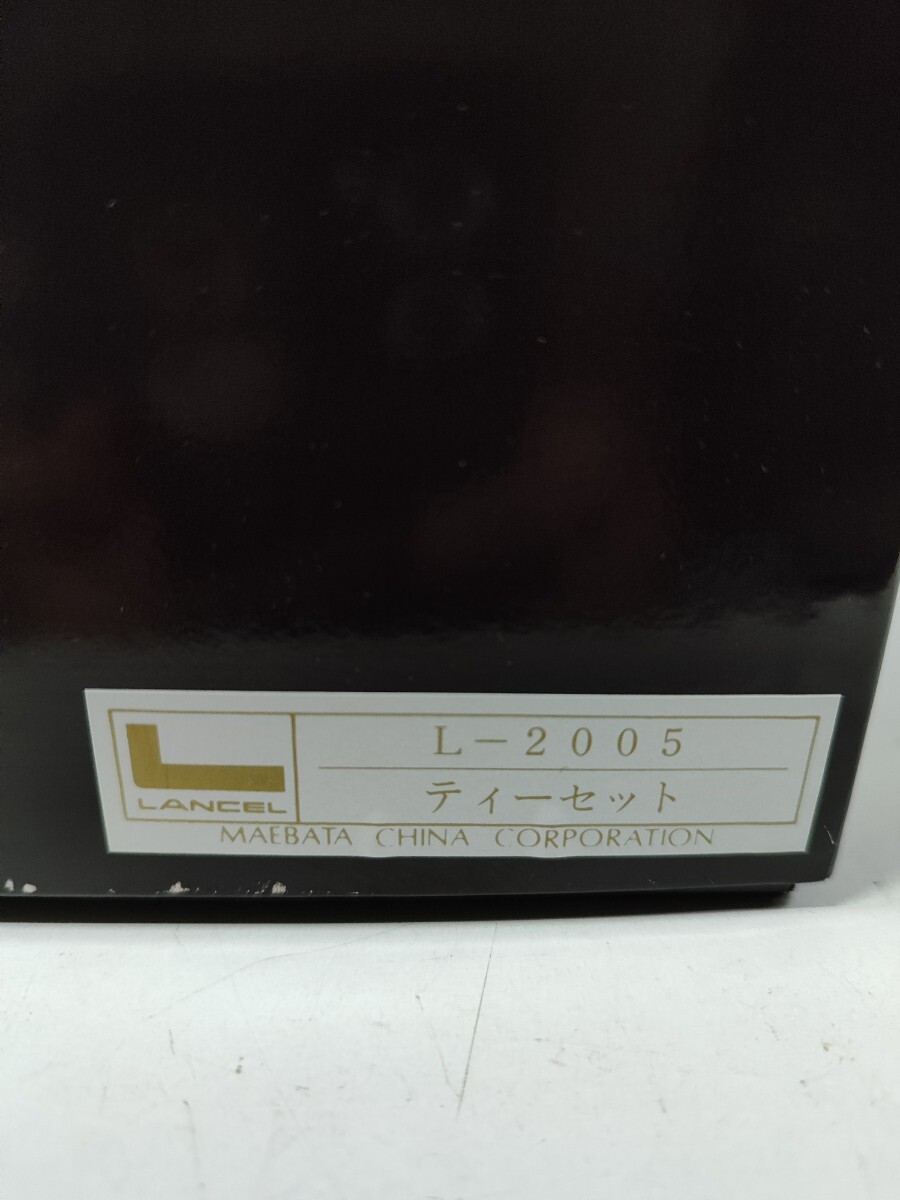 LANCEL
L－2005
ティーセット
MAEBATA CHINA CORPORATION